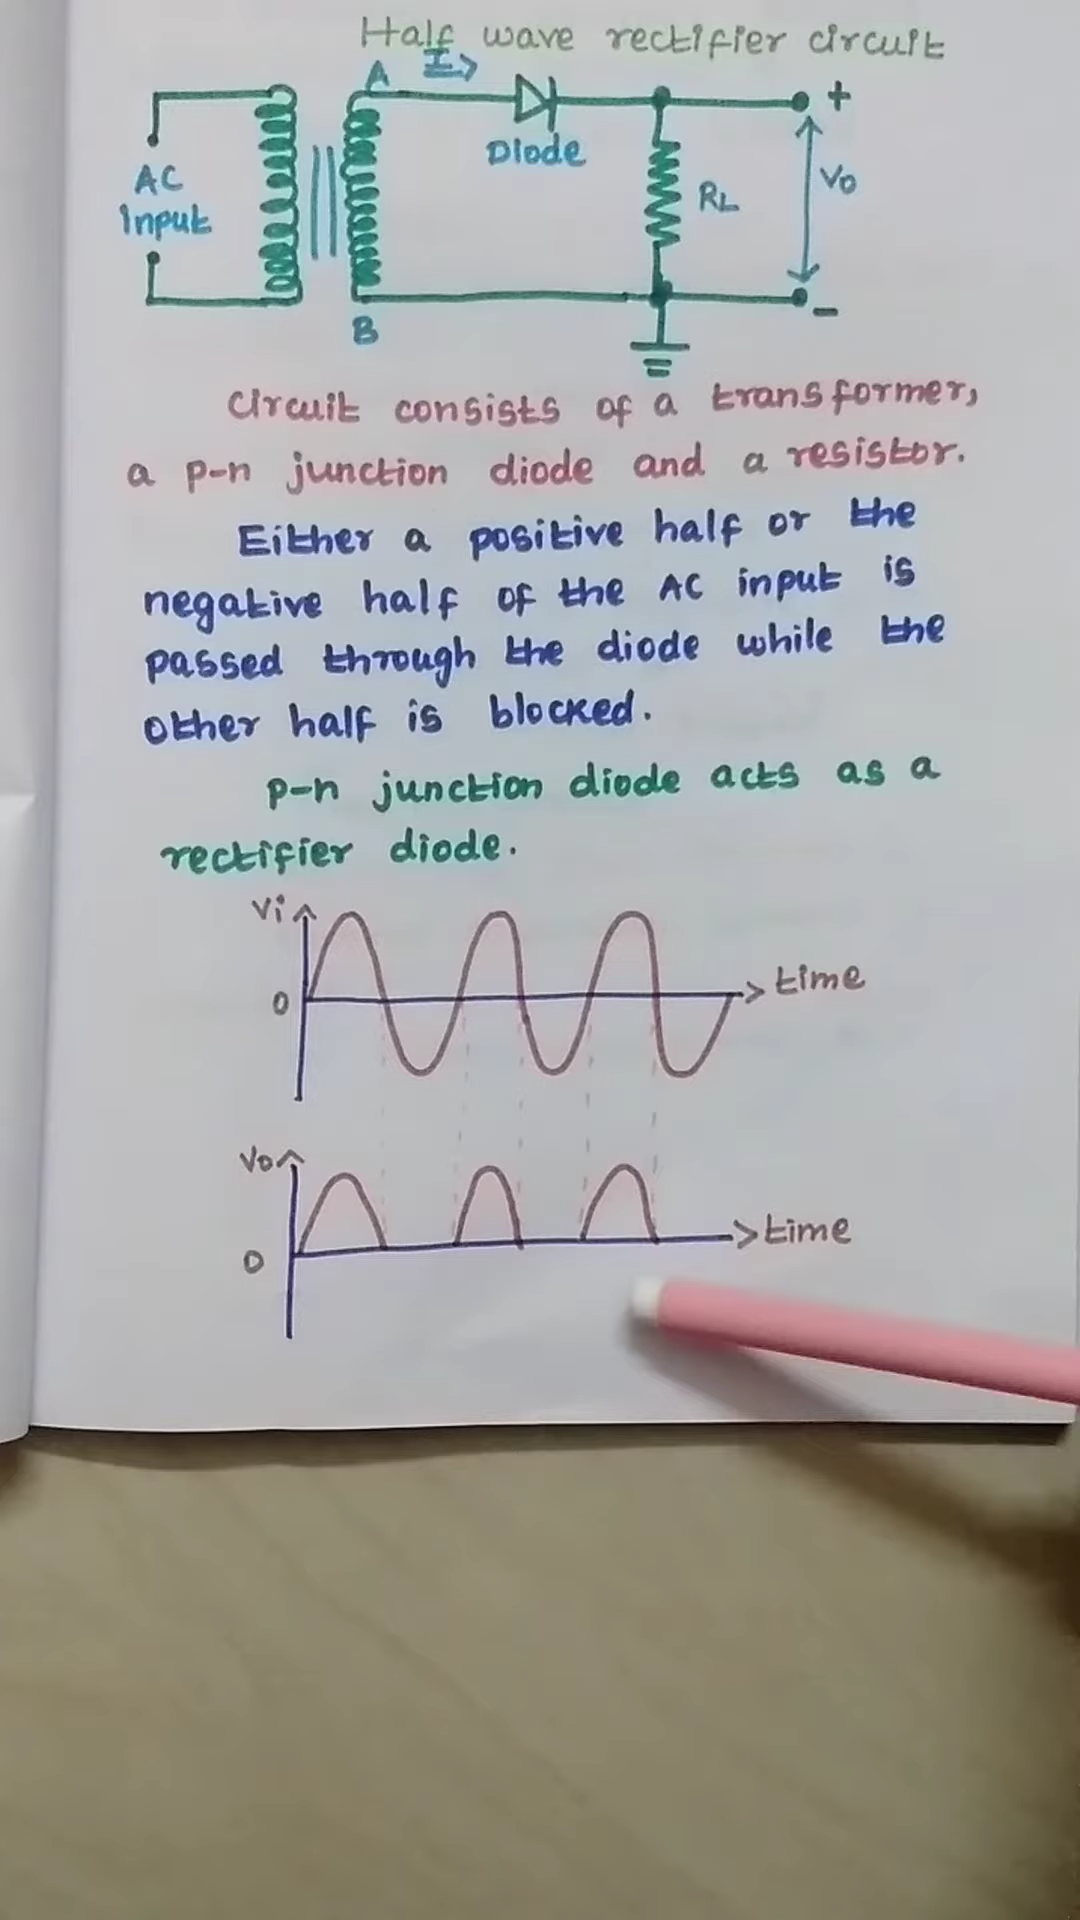 Half wave rectifier circuit
A I
Diode
AC
Input
RL
+
Vo
-
B
Circuit consists of a transformer,
a p-n junction diode and a resistor.
Either a positive half or the
negative half of the AC input is
passed through the diode while the
other half is blocked.
p-n junction diode acts as a
rectifier diode.
Vi
0
time
Vo
0
time